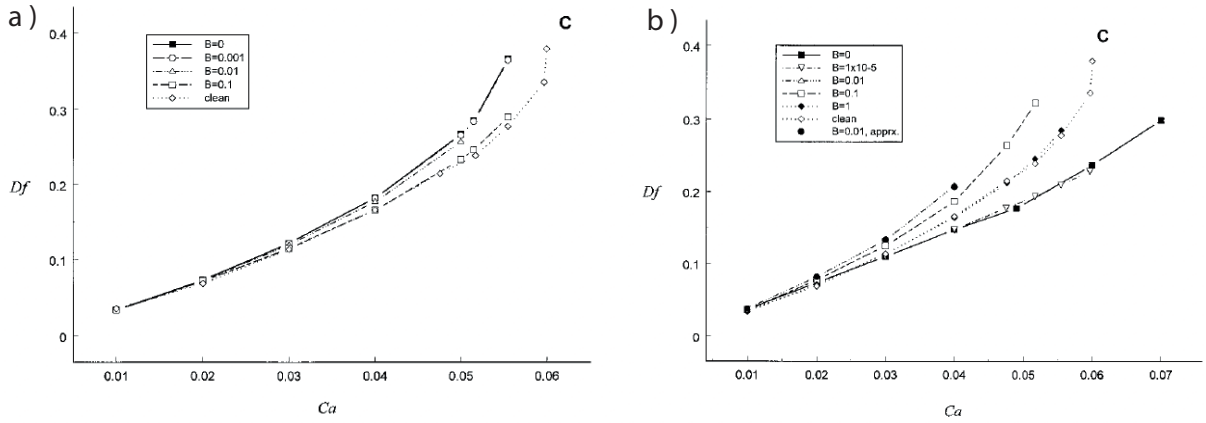 a)
c
B=0
B=0.001
B=0.01
B=0.1
clean
0.4
0.3
0.2
0.1
0
Df
0.01 0.02 0.03 0.04 0.05 0.06
Ca
b)
c
B=0
B=1x10-5
B=0.01
B=0.1
B=1
clean
B=0.01, apprx.
0.4
0.3
0.2
0.1
0
Df
0.01 0.02 0.03 0.04 0.05 0.06 0.07
Ca